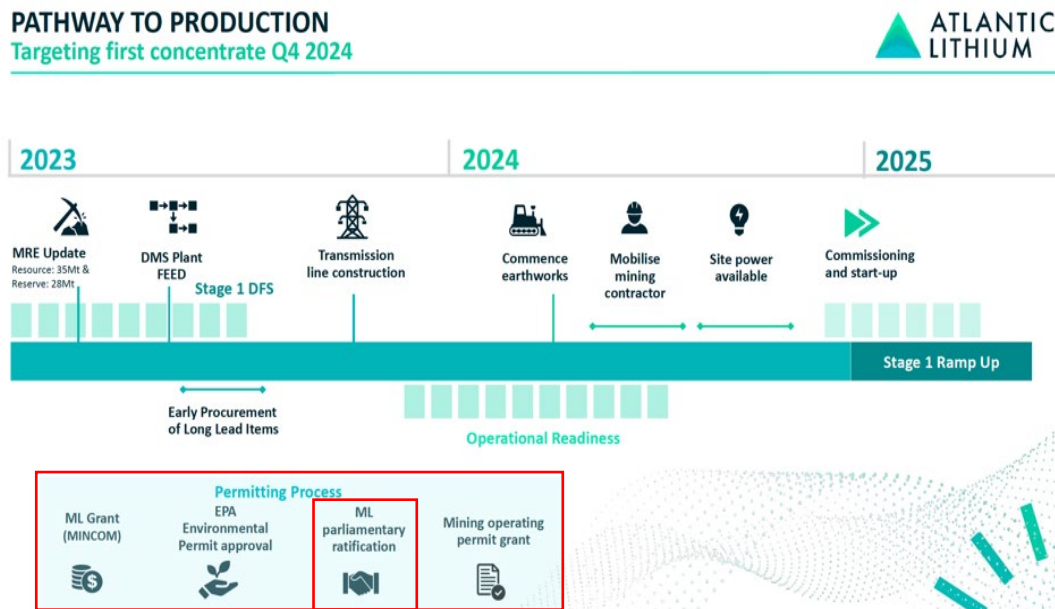 PATHWAY TO PRODUCTION
Targeting first concentrate Q4 2024
ATLANTIC
LITHIUM
2023
2024
2025
MRE Update
Resource: 35Mt &
Reserve: 28Mt
DMS Plant
FEED
Stage 1 DFS
Transmission
line construction
Commence
earthworks
Mobilise
mining
contractor
Site power
available
Commissioning
and start-up
Stage 1 Ramp Up
Early Procurement
of Long Lead Items
Operational Readiness
Permitting Process
ML Grant
(MINCOM)
EPA
Environmental
Permit approval
ML
parliamentary
ratification
Mining operating
permit grant